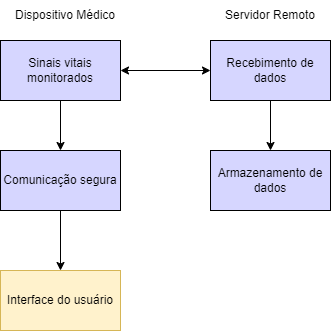 Dispositivo Médico
Servidor Remoto
Sinais vitais
monitorados
Recebimento de
dados
Comunicação segura
Armazenamento de
dados
Interface do usuário